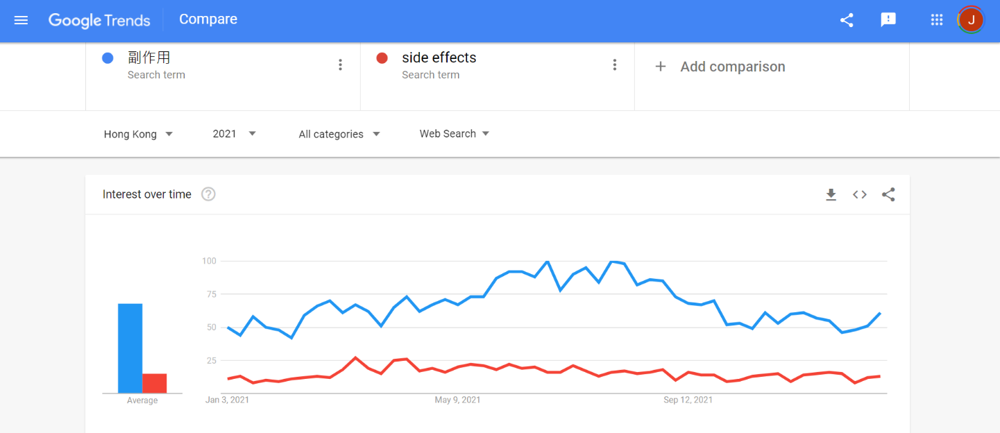 Google Trends
Compare
J
副作用
Search term
side effects
Search term
+ Add comparison
Hong Kong
2021
All categories
Web Search
Interest over time
?
100
75
50
25
Average
Jan 3, 2021
May 9, 2021
Sep 12, 2021